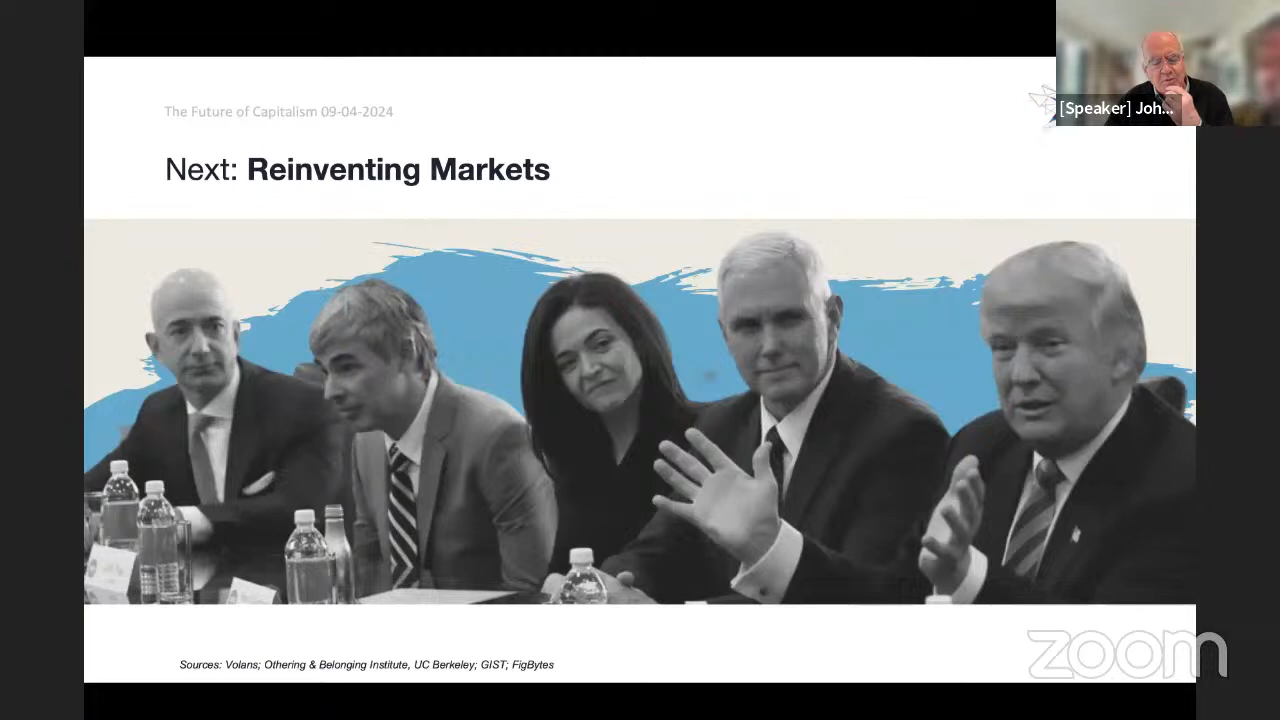 The Future of Capitalism 09-04-2024
[Speaker] Joh...
Next: Reinventing Markets
Sources: Volans; Othering & Belonging Institute, UC Berkeley; GIST; FigBytes
zoom